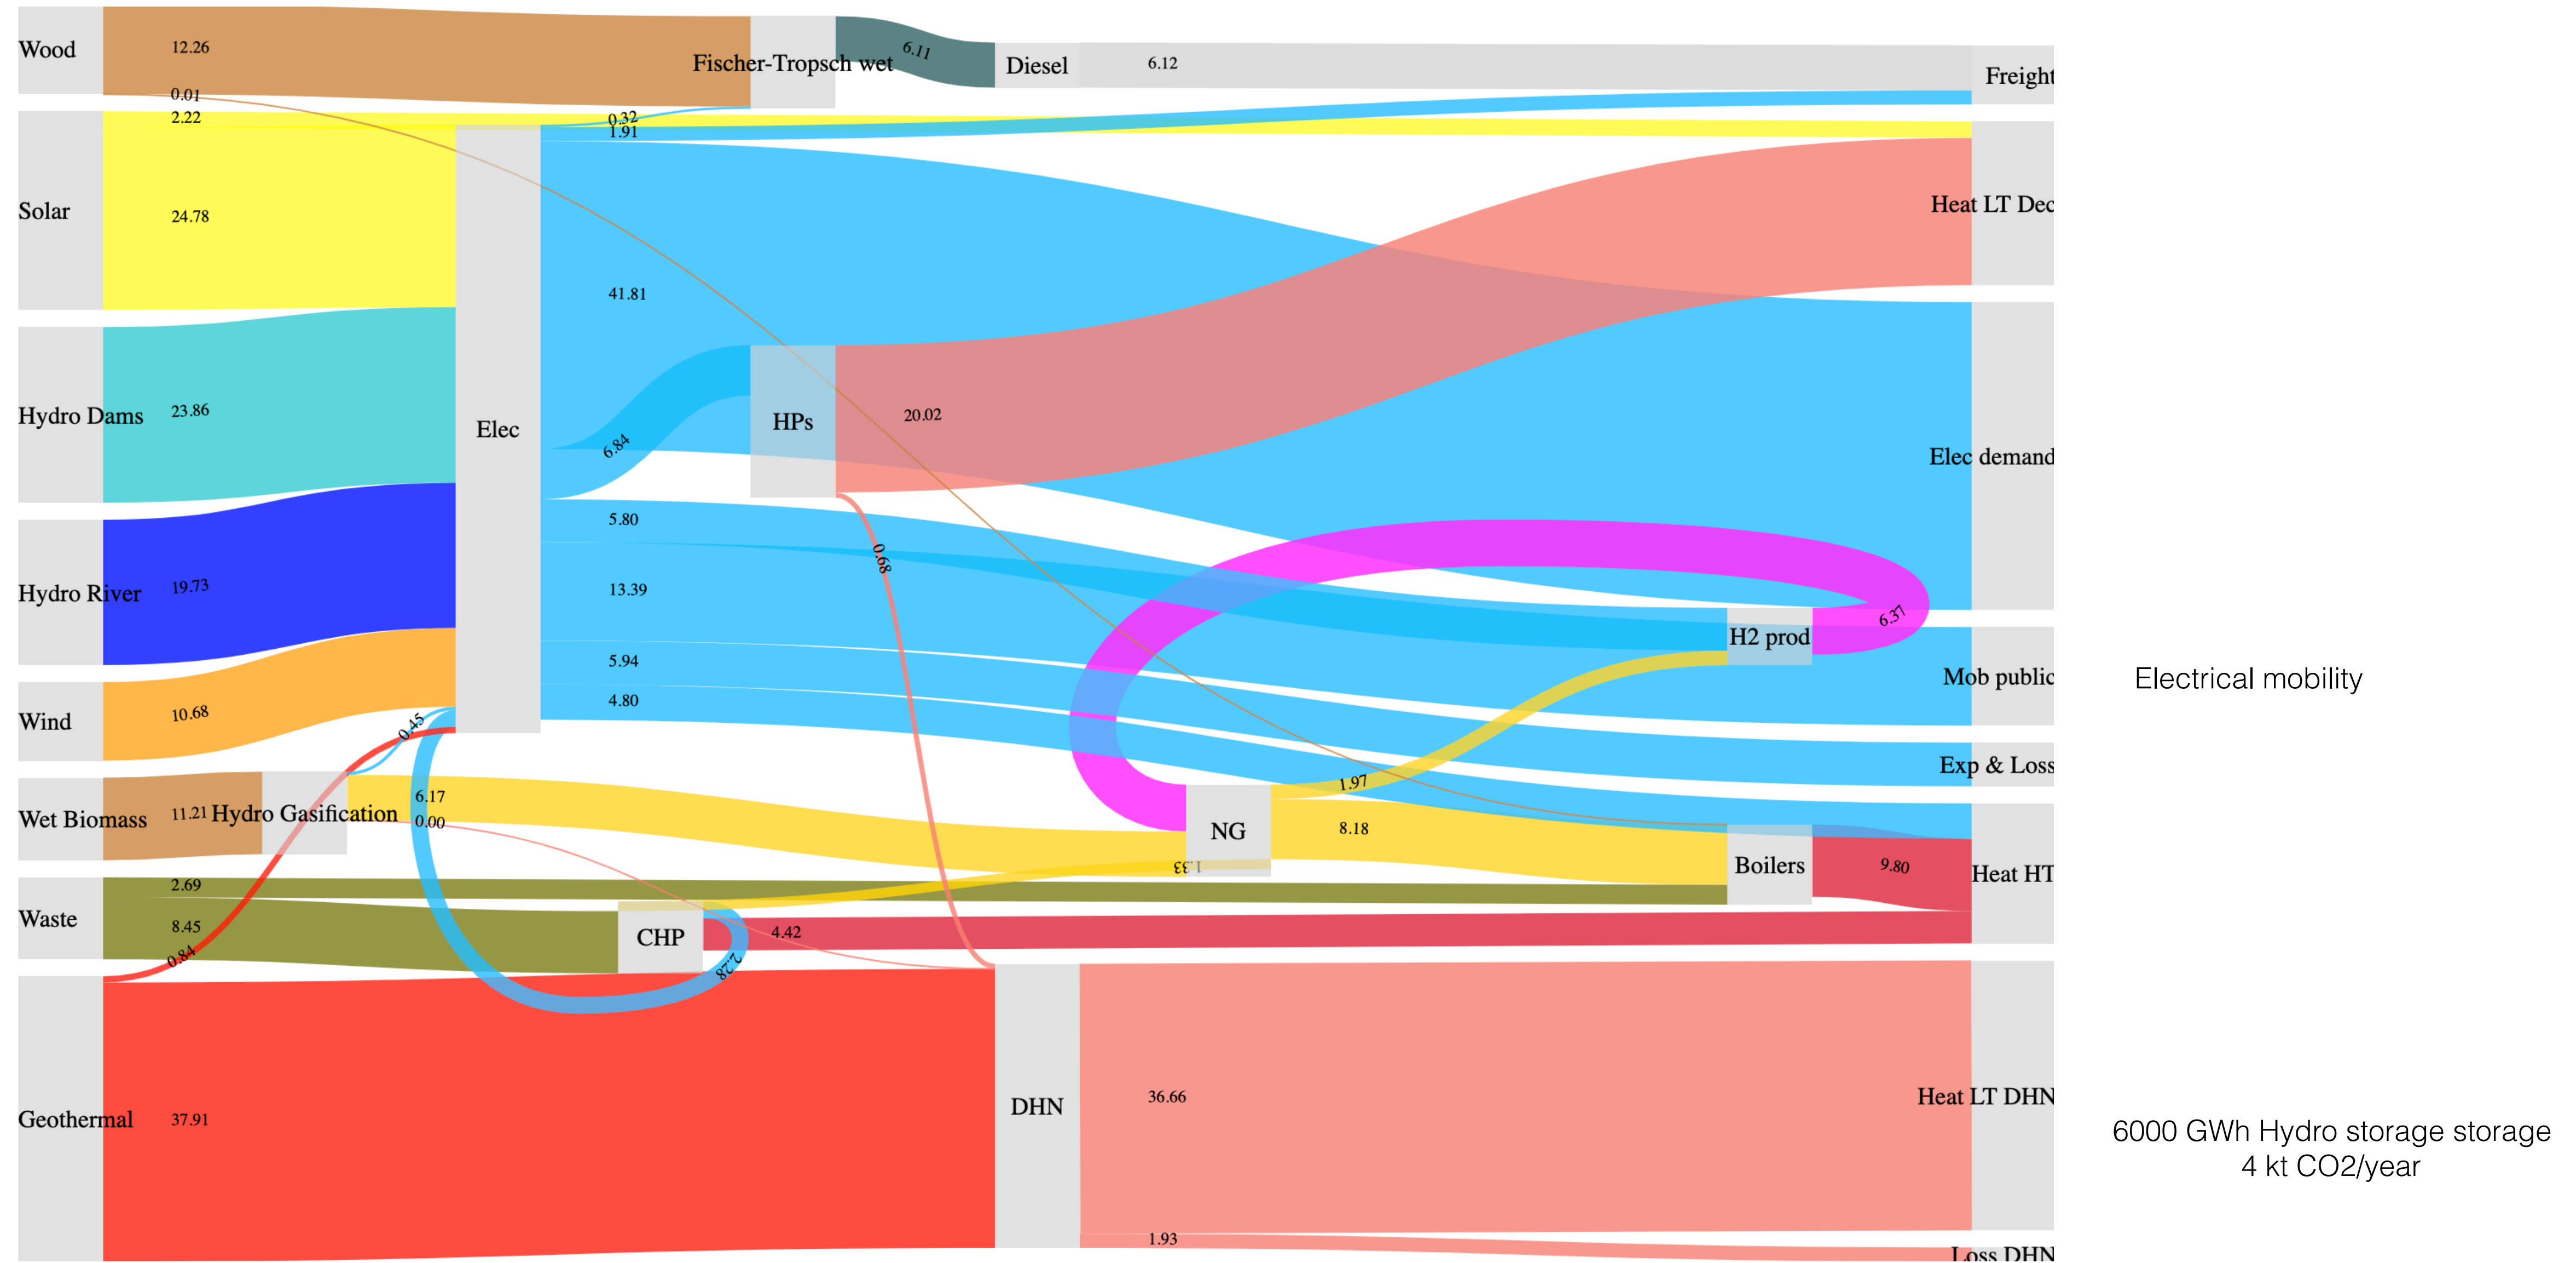 Wood
12.26
0.01
Fischer-Tropsch wet
6.11
Diesel
6.12
Freight
2.22
0.32
1.91
Solar
24.78
Heat LT Dec
41.81
Hydro Dams
23.86
Elec
6.84
HPs
20.02
Elec demand
5.80
0.68
Hydro River
19.73
13.39
6.37
H2 prod
5.94
Mob public
Electrical mobility
4.80
Wind
10.68
0.45
Exp & Loss
1.97
6.17
Wet Biomass
11.21
Hydro Gasification
0.00
NG
8.18
1.33
Boilers
9.80
Heat HT
2.69
Waste
8.45
0.84
CHP
4.42
2.28
Geothermal
37.91
DHN
36.66
Heat LT DHN
6000 GWh Hydro storage storage
4 kt CO2/year
1.93
Loss DHN